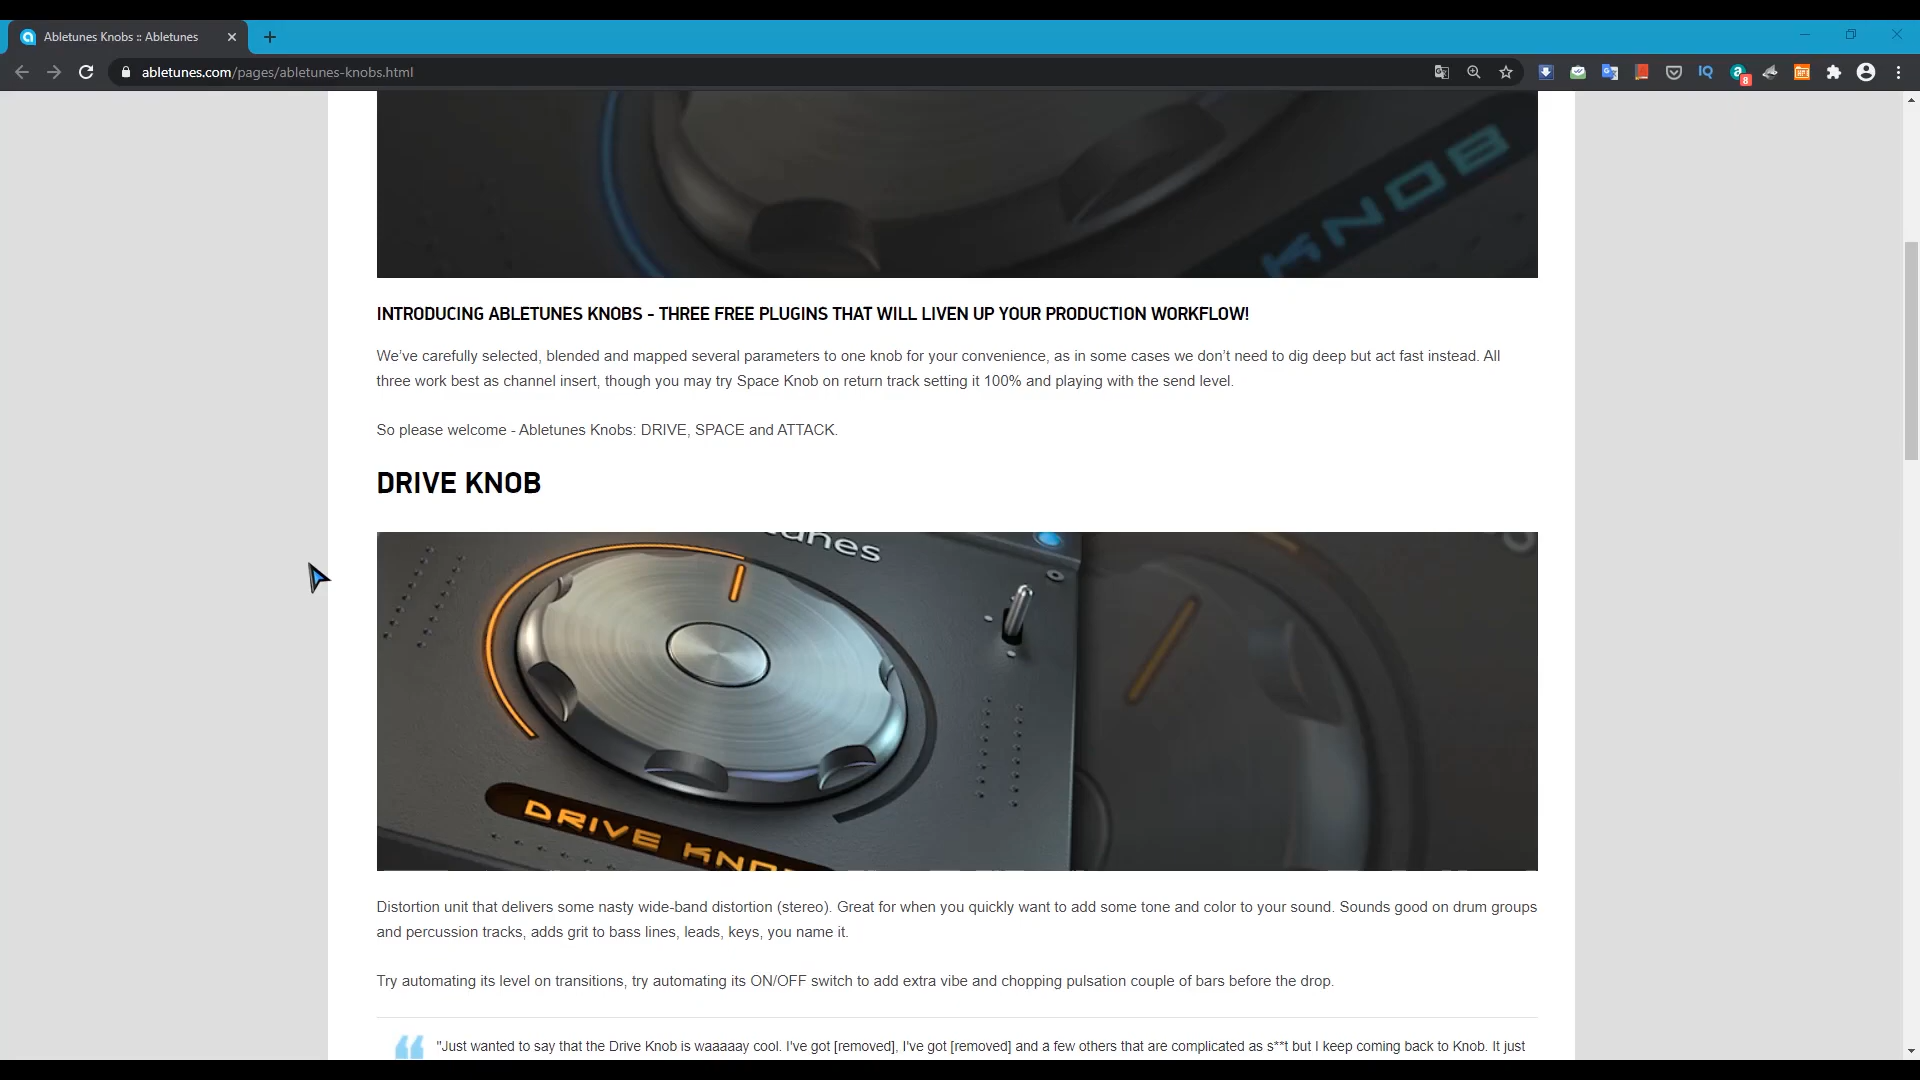 Abletunes Knobs :: Abletunes
abletunes.com/pages/abletunes-knobs.html
IQ
8
KNOB
INTRODUCING ABLETUNES KNOBS - THREE FREE PLUGINS THAT WILL LIVEN UP YOUR PRODUCTION WORKFLOW!
We've carefully selected, blended and mapped several parameters to one knob for your convenience, as in some cases we don't need to dig deep but act fast instead. All
three work best as channel insert, though you may try Space Knob on return track setting it 100% and playing with the send level.
So please welcome - Abletunes Knobs: DRIVE, SPACE and ATTACK.
DRIVE KNOB
tunes
DRIVE KNO
Distortion unit that delivers some nasty wide-band distortion (stereo). Great for when you quickly want to add some tone and color to your sound. Sounds good on drum groups
and percussion tracks, adds grit to bass lines, leads, keys, you name it.
Try automating its level on transitions, try automating its ON/OFF switch to add extra vibe and chopping pulsation couple of bars before the drop.
"Just wanted to say that the Drive Knob is waaaaay cool. I've got [removed], I've got [removed] and a few others that are complicated as s**t but I keep coming back to Knob. It just